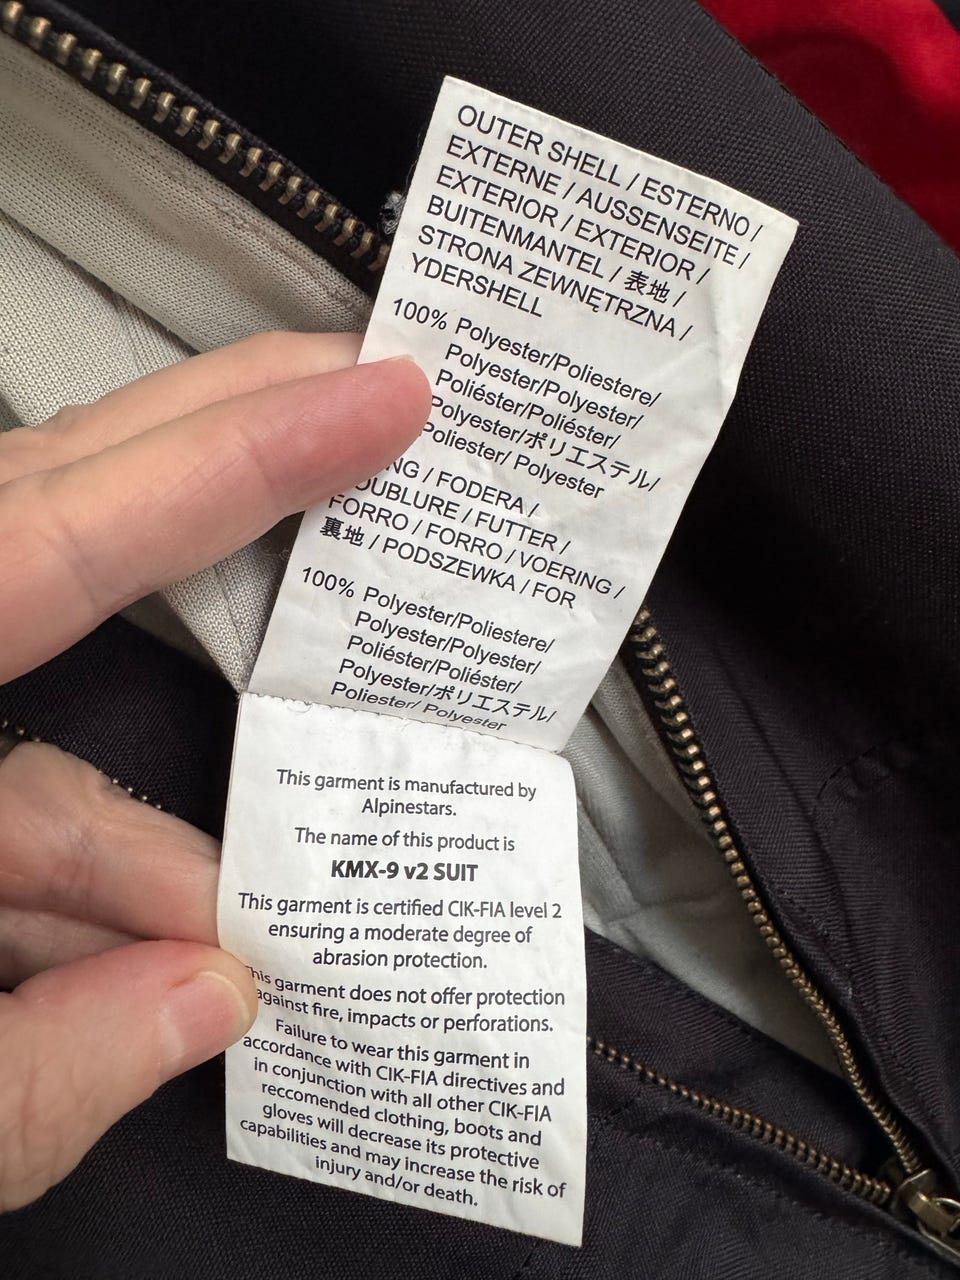 OUTER SHELL / ESTERNO /
EXTERNE / AUSSENSEITE /
EXTERIOR / EXTERIOR /
BUITENMANTEL / 表地 /
STRONA ZEWNĘTRZNA /
YDERSHELL
100% Polyester/Poliestere/
Polyester/Polyester/
Poliéster/Poliéster/
Polyester/ポリエステル/
Poliester/ Polyester
/ FODERA /
/ FUTTER /
FORRO / FORRO / VOERING /
裏地 / PODSZEWKA / FOR
100% Polyester/Poliestere/
Polyester/Polyester/
Poliéster/Poliéster/
Polyester/ポリエステル/
Poliester/ Polyester
This garment is manufactured by
Alpinestars.
The name of this product is
KMX-9 v2 SUIT
This garment is certified CIK-FIA level 2
ensuring a moderate degree of
abrasion protection.
This garment does not offer protection
against fire, impacts or perforations.
Failure to wear this garment in
accordance with CIK-FIA directives and
in conjunction with all other CIK-FIA
reccomended clothing, boots and
gloves will decrease its protective
capabilities and may increase the risk of
injury and/or death.